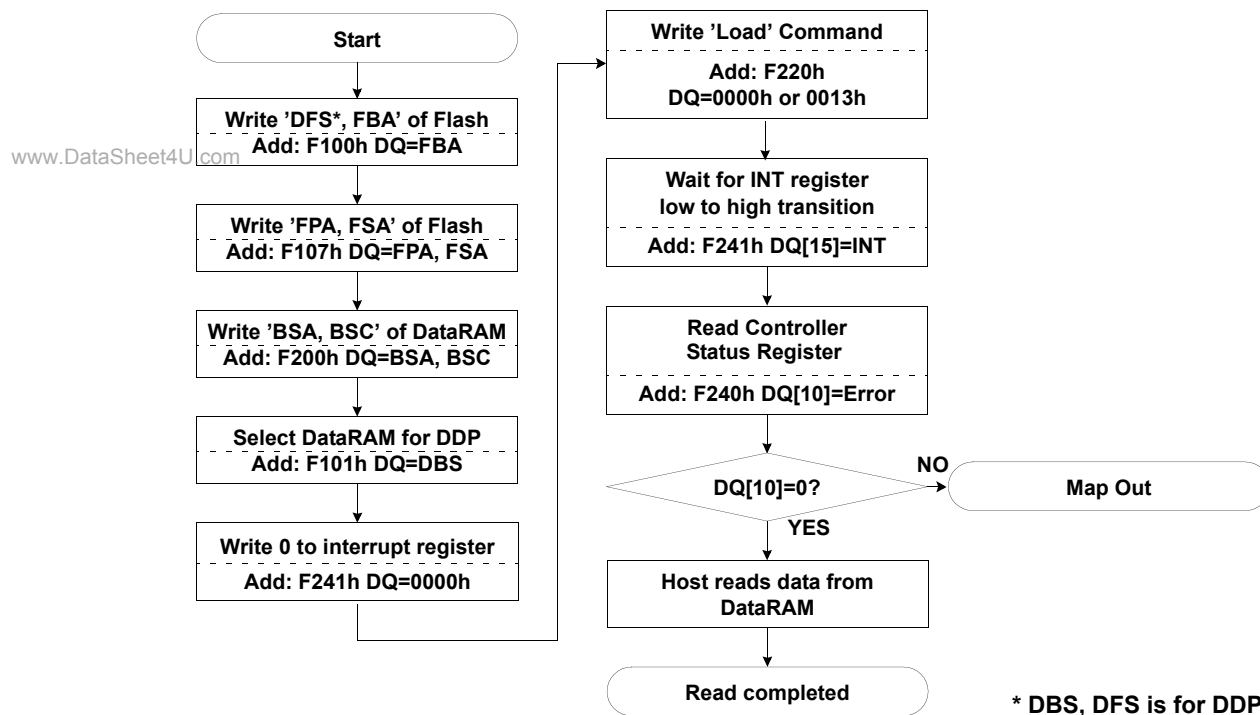 Start
Write ’DFS*, FBA’ of Flash
Add: F100h DQ=FBA
www.DataSheet4U.com
Write ’FPA, FSA’ of Flash
Add: F107h DQ=FPA, FSA
Write ’BSA, BSC’ of DataRAM
Add: F200h DQ=BSA, BSC
Select DataRAM for DDP
Add: F101h DQ=DBS
Write 0 to interrupt register
Add: F241h DQ=0000h
Write ’Load’ Command
Add: F220h
DQ=0000h or 0013h
Wait for INT register
low to high transition
Add: F241h DQ[15]=INT
Read Controller
Status Register
Add: F240h DQ[10]=Error
DQ[10]=0?
NO
Map Out
YES
Host reads data from
DataRAM
Read completed
* DBS, DFS is for DDP